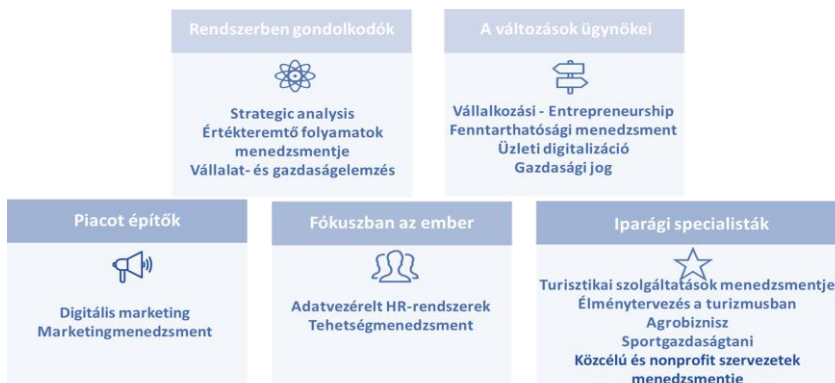 Rendszerben gondolkodók
Strategic analysis
Értékteremtő folyamatok
menedzsmentje
Vállalat- és gazdaságelemzés
A változások ügynökei
Vállalkozási - Entrepreneurship
Fenntarthatósági menedzsment
Üzleti digitalizáció
Gazdasági jog
Piacot építők
Digitális marketing
Marketingmenedzsment
Fókuszban az ember
Adatvezérelt HR-rendszerek
Tehetségmenedzsment
Iparági specialisták
Turisztikai szolgáltatások menedzsmentje
Élménytervezés a turizmusban
Agrobiznisz
Sportgazdaságtani
Közcélú és nonprofit szervezetek
menedzsmentje